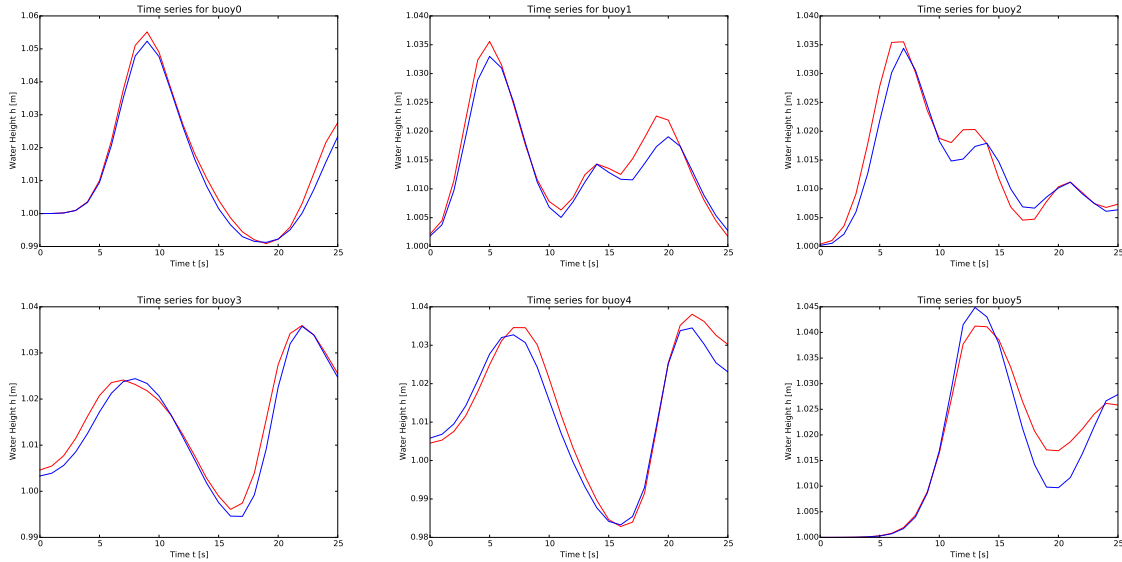 Time series for buoy0
1.06
1.05
1.04
1.03
1.02
1.01
1.00
0.99
0 5 10 15 20 25
Water Height h [m]
Time t [s]
Time series for buoy1
1.040
1.035
1.030
1.025
1.020
1.015
1.010
1.005
1.000
0 5 10 15 20 25
Water Height h [m]
Time t [s]
Time series for buoy2
1.040
1.035
1.030
1.025
1.020
1.015
1.010
1.005
1.000
0 5 10 15 20 25
Water Height h [m]
Time t [s]
Time series for buoy3
1.04
1.03
1.02
1.01
1.00
0.99
0 5 10 15 20 25
Water Height h [m]
Time t [s]
Time series for buoy4
1.04
1.03
1.02
1.01
1.00
0.99
0.98
0 5 10 15 20 25
Water Height h [m]
Time t [s]
Time series for buoy5
1.045
1.040
1.035
1.030
1.025
1.020
1.015
1.010
1.005
1.000
0 5 10 15 20 25
Water Height h [m]
Time t [s]